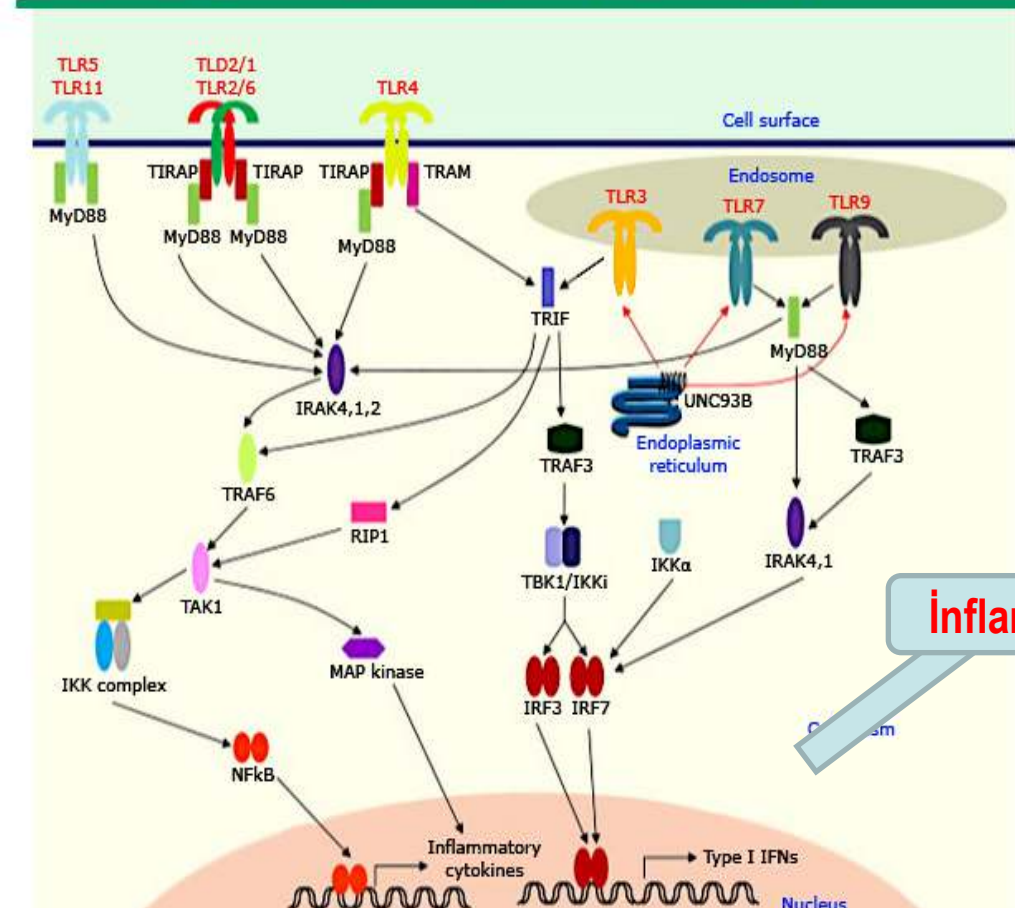 TLR5
TLR11
TLD2/1
TLR2/6
TLR4
Cell surface
TIRAP
TIRAP
TIRAP
TRAM
Endosome
TLR3
TLR7
TLR9
MyD88
MyD88
MyD88
MyD88
TRIF
MyD88
IRAK4,1,2
UNC93B
Endoplasmic
reticulum
TRAF3
TRAF3
TRAF6
RIP1
TBK1/IKKi
IKKα
IRAK4,1
TAK1
İnflam
IKK complex
MAP kinase
IRF3
IRF7
NFkB
Inflammatory
cytokines
Type I IFNs
Nucleus